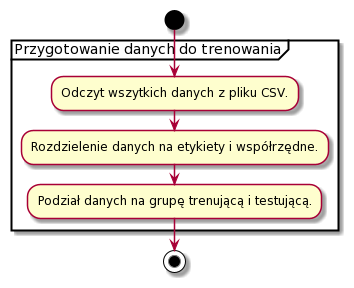 Przygotowanie danych do trenowania
Odczyt wszytkich danych z pliku CSV.
Rozdzielenie danych na etykiety i współrzędne.
Podział danych na grupę trenującą i testującą.